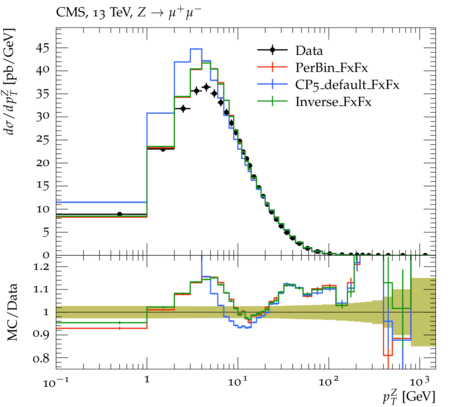 CMS, 13 TeV, Z → μ⁺μ⁻
dσ/dp_T^Z [pb/GeV]
45
40
35
30
25
20
15
10
5
0
Data
PerBin_FxFx
CP5_default_FxFx
Inverse_FxFx
MC/Data
1.2
1.1
1
0.9
0.8
10⁻¹ 1 10¹ 10² 10³
p_T^Z [GeV]